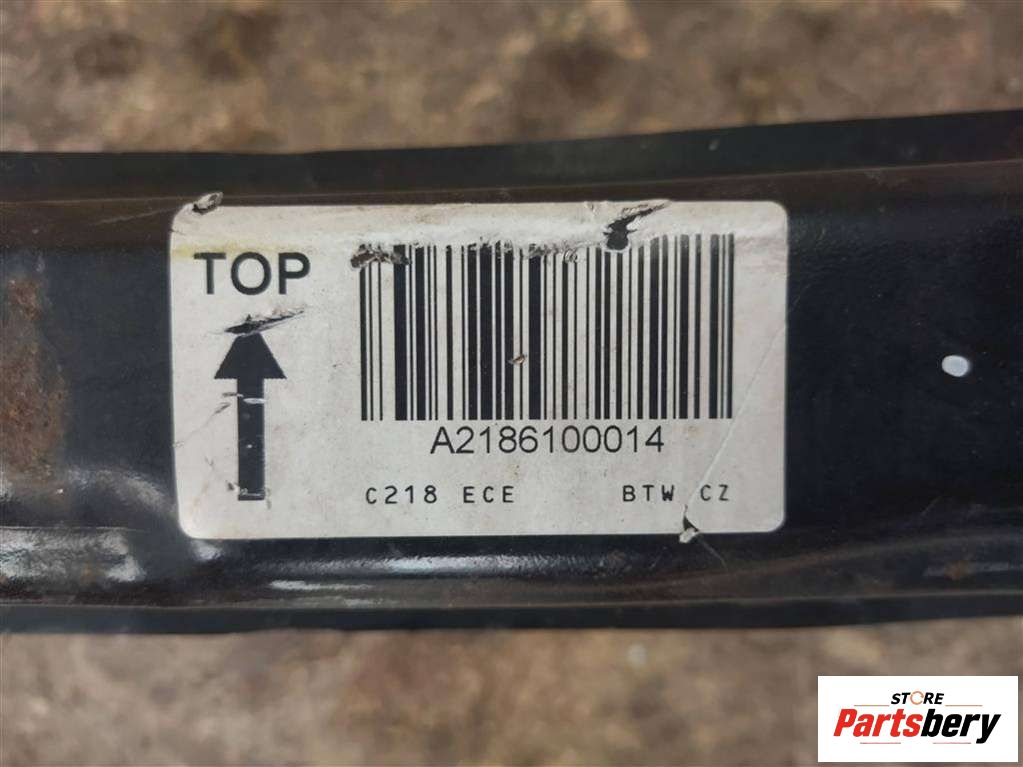 TOP
A2186100014
C218 ECE BTW CZ
STORE
Partsbery